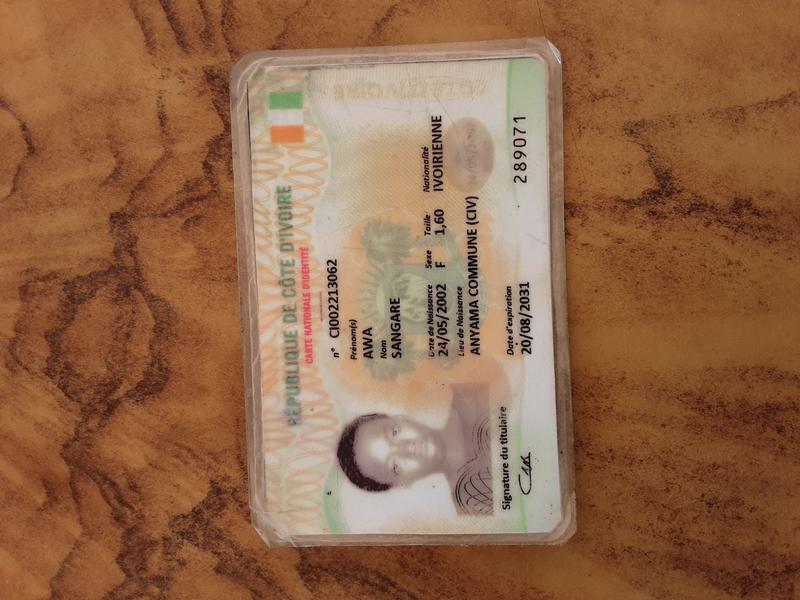 RÉPUBLIQUE DE CÔTE D'IVOIRE
CARTE NATIONALE D'IDENTITÉ
n° CI002213062
Prénom(s)
AWA
Nom
SANGARE
Date de Naissance Sexe Taille Nationalité
24/05/2002 F 1,60 IVOIRIENNE
Lieu de Naissance
ANYAMA COMMUNE (CIV)
Date d'expiration
20/08/2031
289071
Signature du titulaire
CÔTE D'IVOIRE